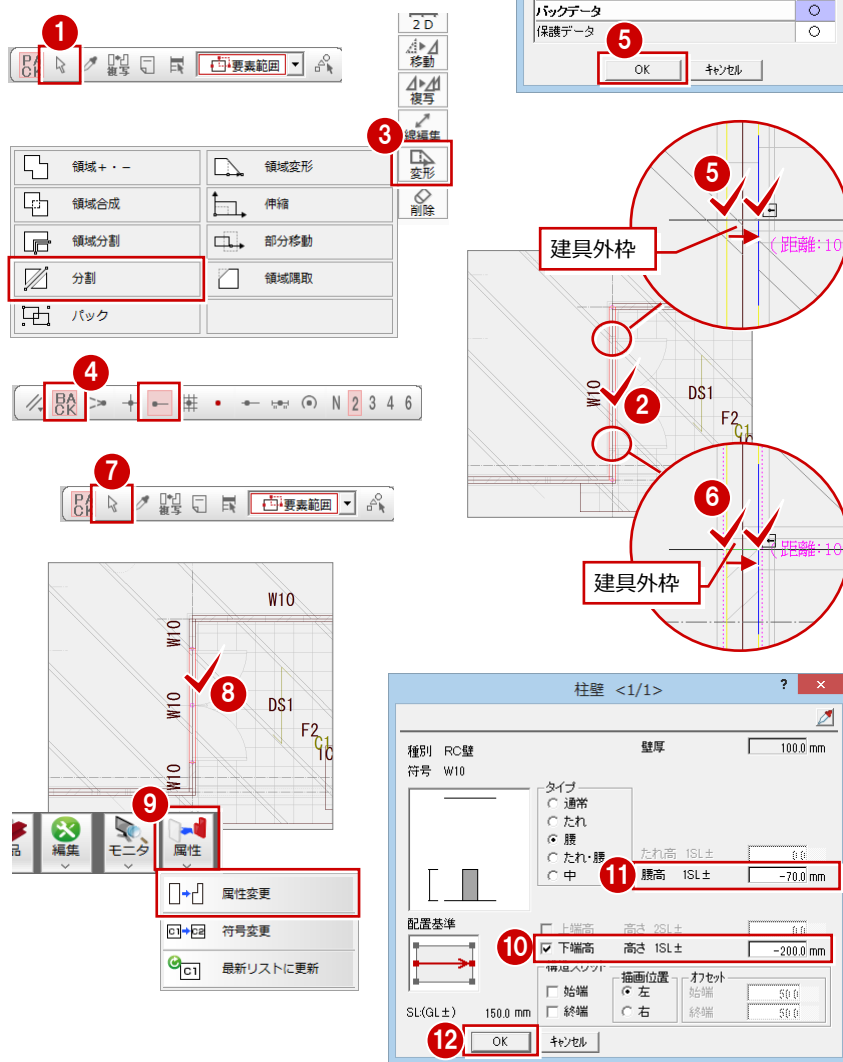 バックデータ ○
保護データ ○
5
OK キャンセル
1
複写
要素範囲
2D
移動
複写
線編集
3
変形
削除
領域+・− 領域変形
領域合成 伸縮
領域分割 部分移動
分割 領域隅取
パック
5
建具外枠
(距離:10
W10
2
DS1
F2
C1
4
BACK
N 2 3 4 6
6
(距離:10
建具外枠
7
複写
要素範囲
W10
W10
8
W10
DS1
F2
C1
W10
9
品
編集
モニタ
属性
属性変更
C1 C2 符号変更
C1 最新リストに更新
柱壁 <1/1> ? ×
種別 RC壁
壁厚 100.0 mm
符号 W10
タイプ
通常
たれ
腰
たれ・腰
中
たれ高 1SL± 0.0
11
腰高 1SL± -70.0 mm
配置基準
上端高 高さ 2SL± 0.0
10
下端高 高さ 1SL± -200.0 mm
構造スリット
始端
終端
描画位置
左
右
オフセット
始端 50.0
終端 50.0
SL:(GL±) 150.0 mm
12
OK キャンセル